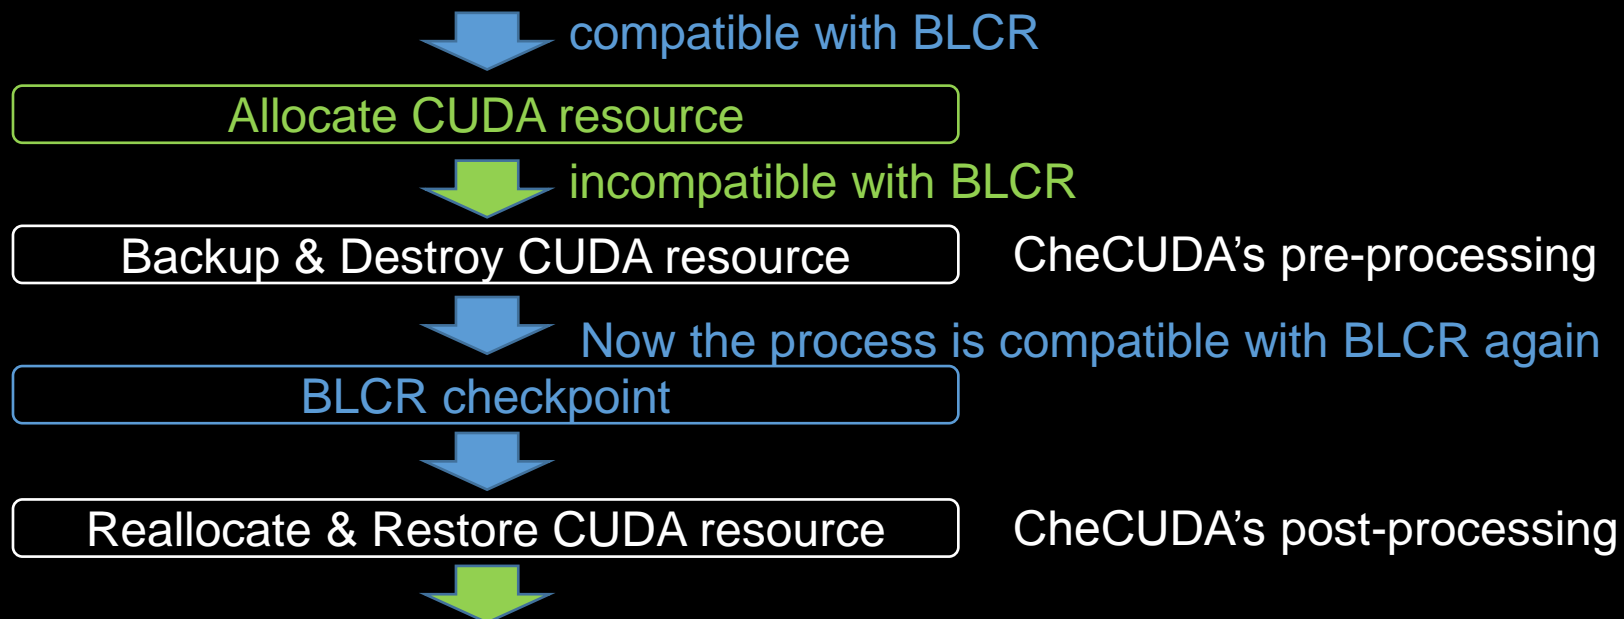 compatible with BLCR
Allocate CUDA resource
incompatible with BLCR
Backup & Destroy CUDA resource
CheCUDA’s pre-processing
Now the process is compatible with BLCR again
BLCR checkpoint
Reallocate & Restore CUDA resource
CheCUDA’s post-processing